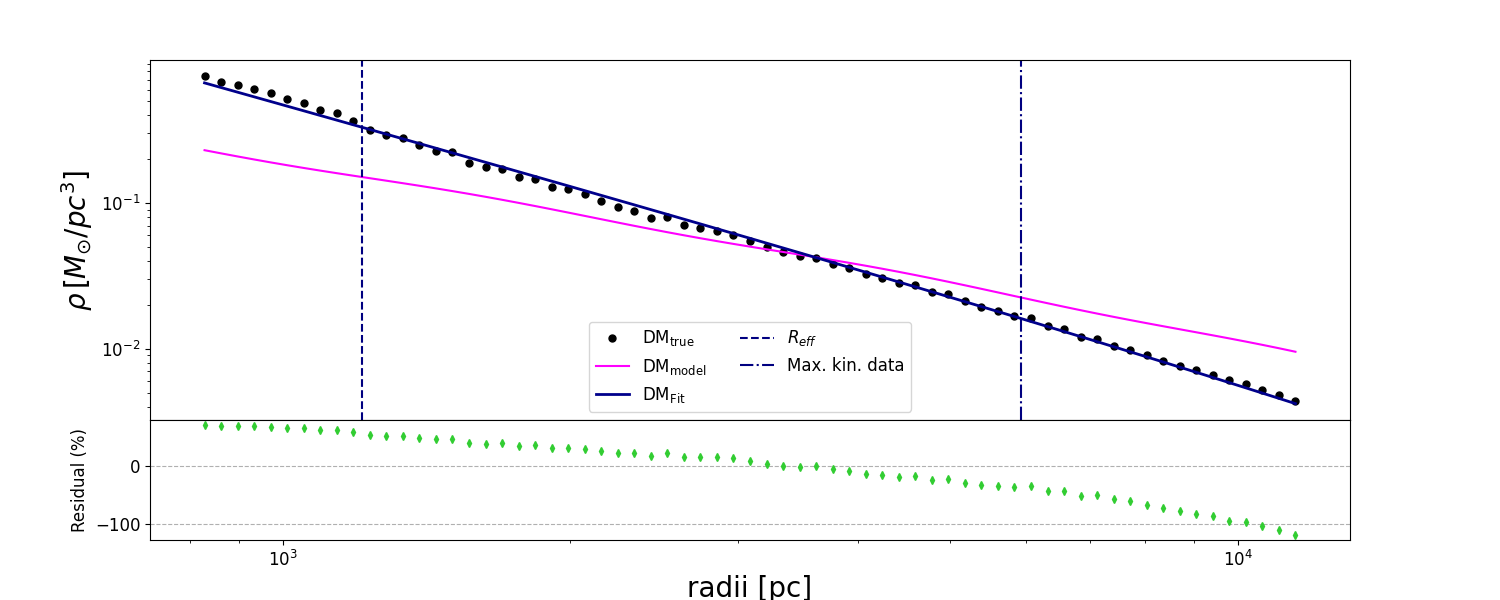 ρ [M⊙/pc³]
10⁻¹
10⁻²
DM_true
DM_model
DM_Fit
R_eff
Max. kin. data
Residual (%)
0
−100
10³
10⁴
radii [pc]